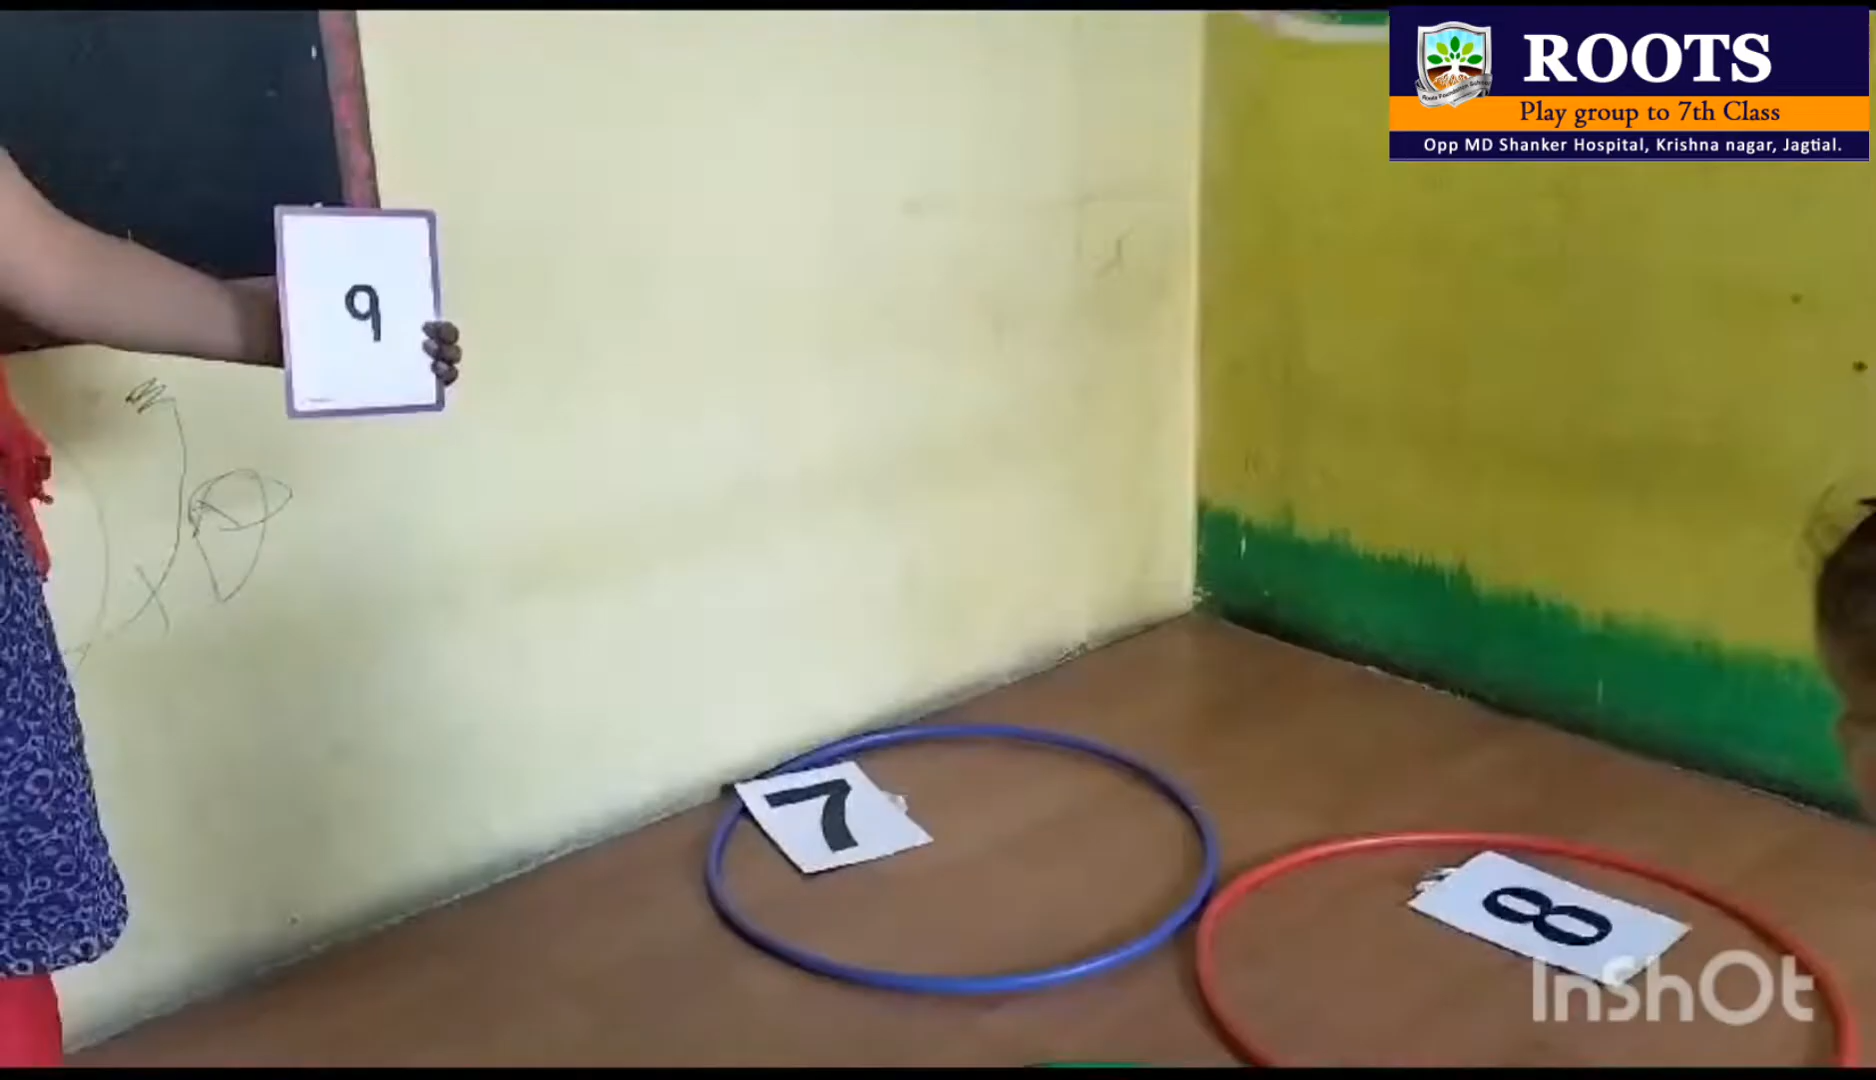 ROOTS
Play group to 7th Class
Opp MD Shanker Hospital, Krishna nagar, Jagtial.
9
7
8
InShOt